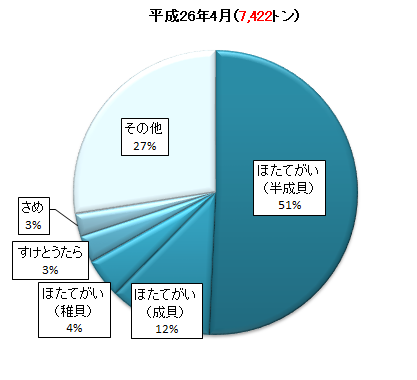 平成26年4月(7,422トン)
ほたてがい
(半成貝)
51%
ほたてがい
(成貝)
12%
ほたてがい
(稚貝)
4%
すけとうたら
3%
さめ
3%
その他
27%